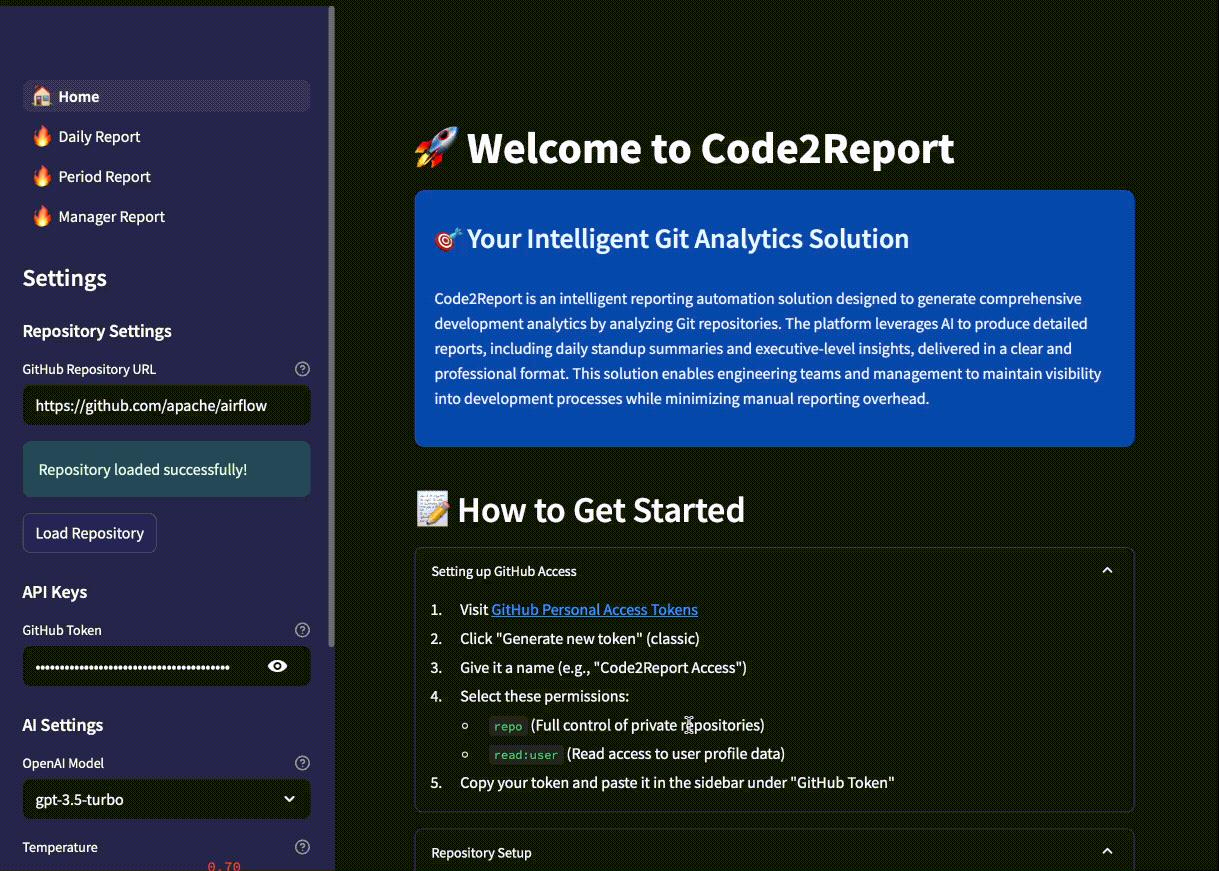 Home
Daily Report
Period Report
Manager Report
Settings
Repository Settings
GitHub Repository URL
https://github.com/apache/airflow
Repository loaded successfully!
Load Repository
API Keys
GitHub Token
••••••••••••••••••••••••••••••••••••••••
AI Settings
OpenAI Model
gpt-3.5-turbo
Temperature
0.70
Welcome to Code2Report
Your Intelligent Git Analytics Solution
Code2Report is an intelligent reporting automation solution designed to generate comprehensive
development analytics by analyzing Git repositories. The platform leverages AI to produce detailed
reports, including daily standup summaries and executive-level insights, delivered in a clear and
professional format. This solution enables engineering teams and management to maintain visibility
into development processes while minimizing manual reporting overhead.
How to Get Started
Setting up GitHub Access
1. Visit GitHub Personal Access Tokens
2. Click "Generate new token" (classic)
3. Give it a name (e.g., "Code2Report Access")
4. Select these permissions:
repo (Full control of private repositories)
read:user (Read access to user profile data)
5. Copy your token and paste it in the sidebar under "GitHub Token"
Repository Setup